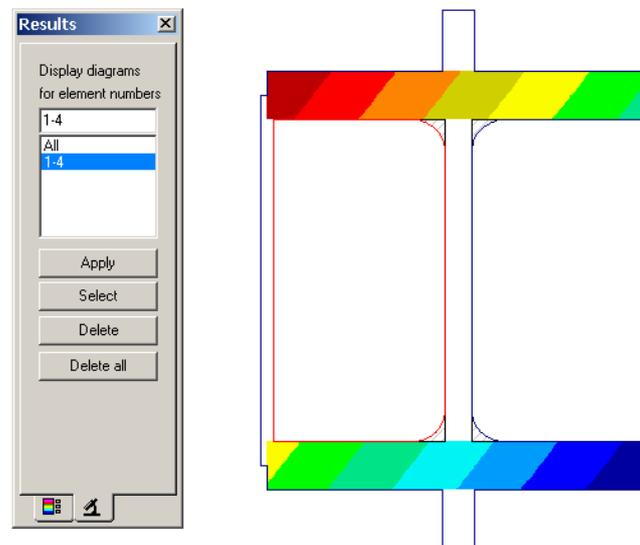 Results
Display diagrams
for element numbers
1-4
All
1-4
Apply
Select
Delete
Delete all